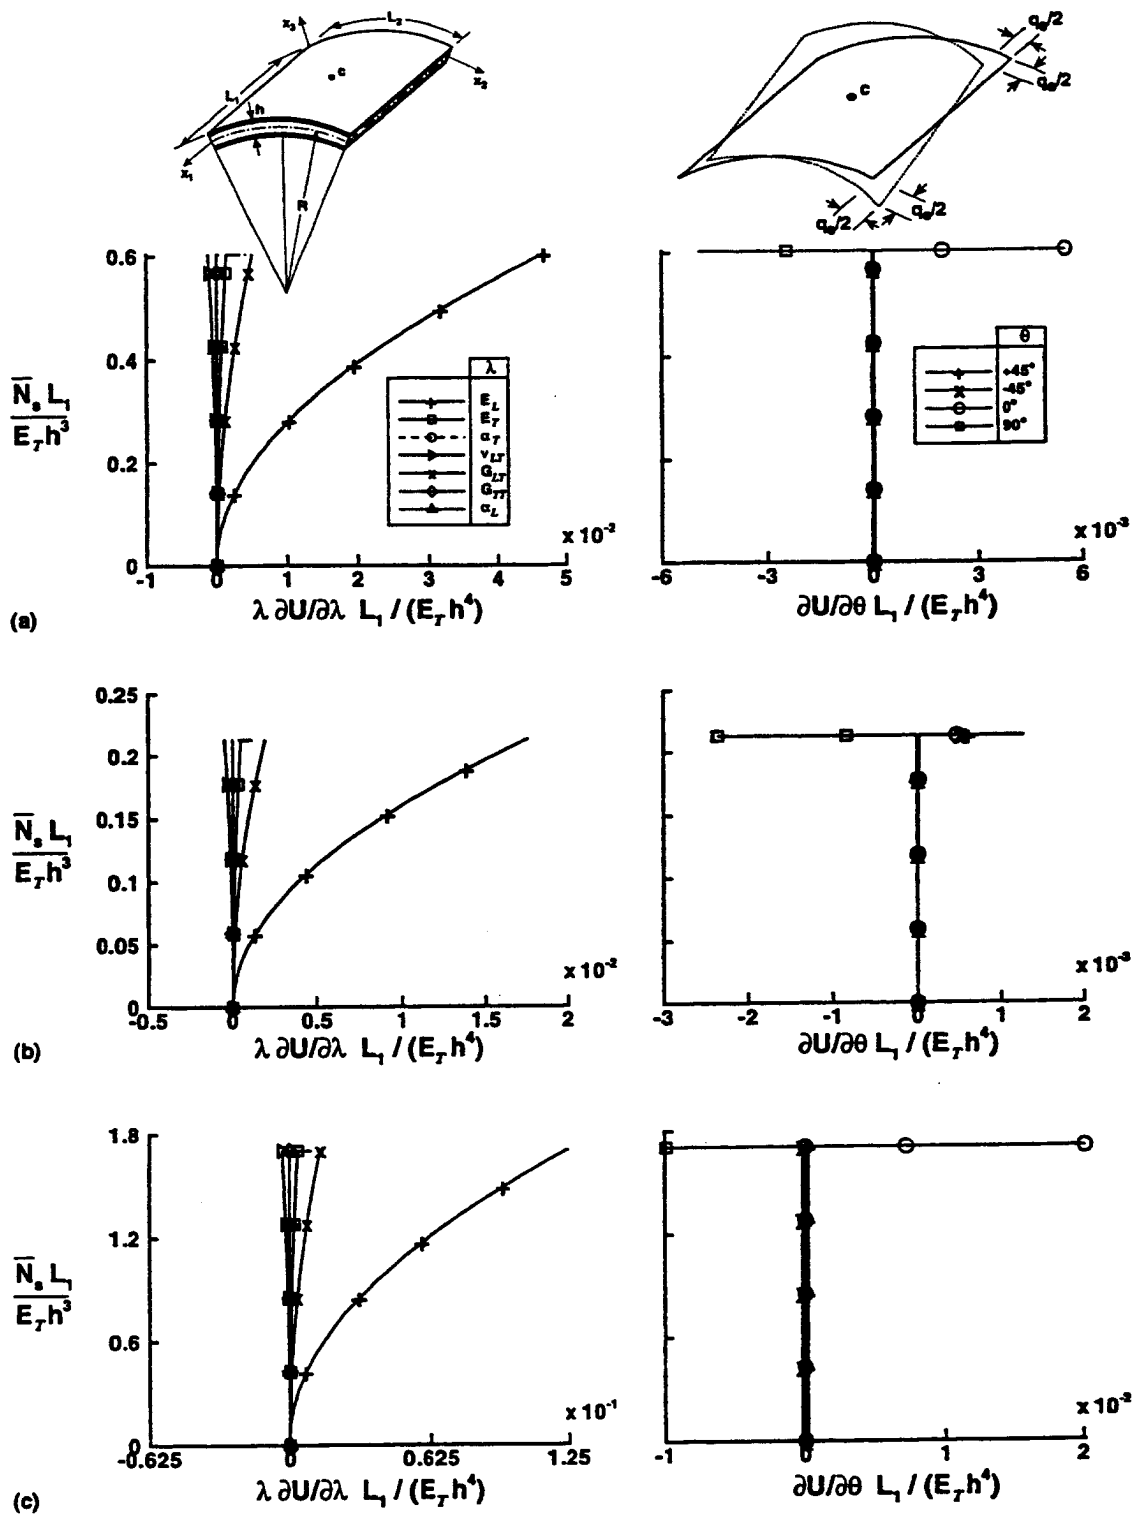 x₃
L₂
c
x₂
L₁
h
x₁
R
qₑ/2
qₑ/2
c
qₑ/2
qₑ/2
0.6
0.4
0.2
0
N̄ₛ L₁
E_T h³
λ
E_L
E_T
α_T
ν_LT
G_LT
G_TT
α_L
x 10⁻²
-1 0 1 2 3 4 5
λ ∂U/∂λ L₁ / (E_T h⁴)
θ
+45°
-45°
0°
90°
x 10⁻³
-6 -3 0 3 6
∂U/∂θ L₁ / (E_T h⁴)
(a)
0.25
0.2
0.15
0.1
0.05
0
N̄ₛ L₁
E_T h³
x 10⁻²
-0.5 0 0.5 1 1.5 2
λ ∂U/∂λ L₁ / (E_T h⁴)
x 10⁻³
-3 -2 -1 0 1 2
∂U/∂θ L₁ / (E_T h⁴)
(b)
1.8
1.2
0.6
0
N̄ₛ L₁
E_T h³
x 10⁻¹
-0.625 0 0.625 1.25
λ ∂U/∂λ L₁ / (E_T h⁴)
x 10⁻²
-1 0 1 2
∂U/∂θ L₁ / (E_T h⁴)
(c)